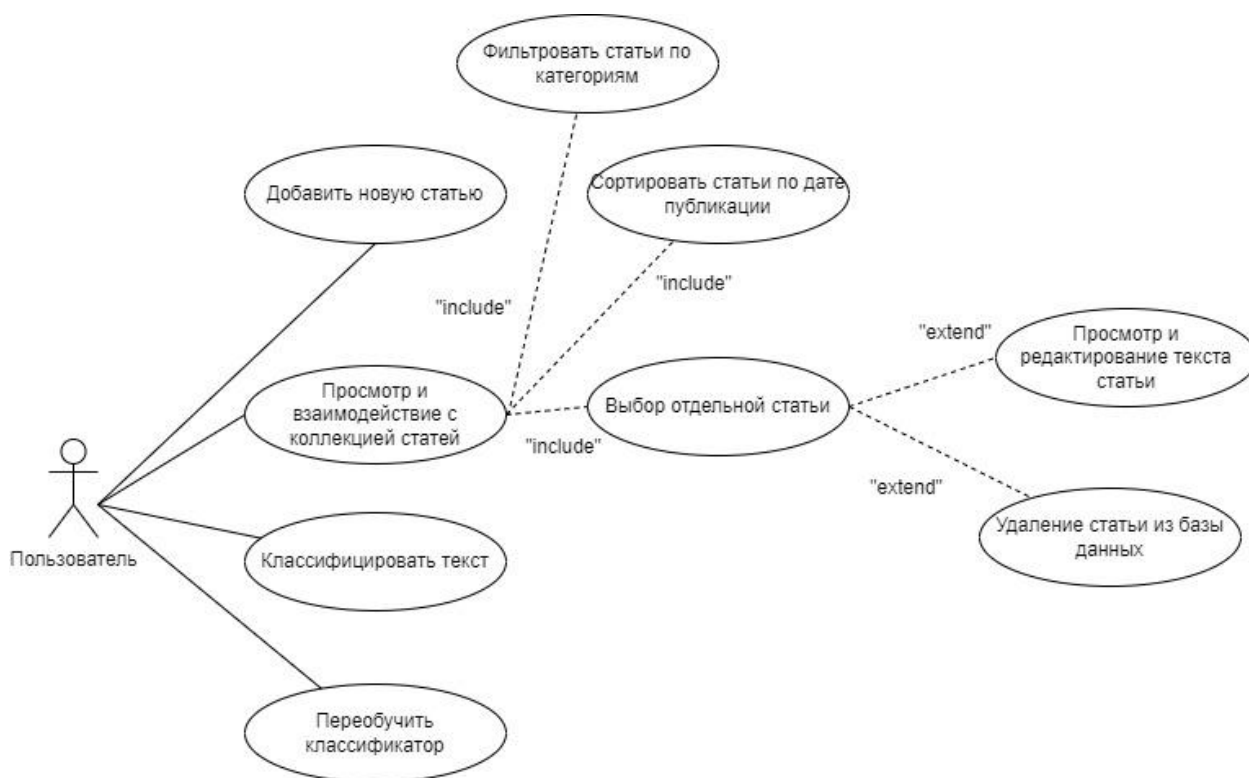 Фильтровать статьи по
категориям
Добавить новую статью
Сортировать статьи по дате
публикации
"include"
"include"
"extend"
Просмотр и
редактирование текста
статьи
Просмотр и
взаимодействие с
коллекцией статей
Выбор отдельной статьи
"include"
"extend"
Удаление статьи из базы
данных
Пользователь
Классифицировать текст
Переобучить
классификатор